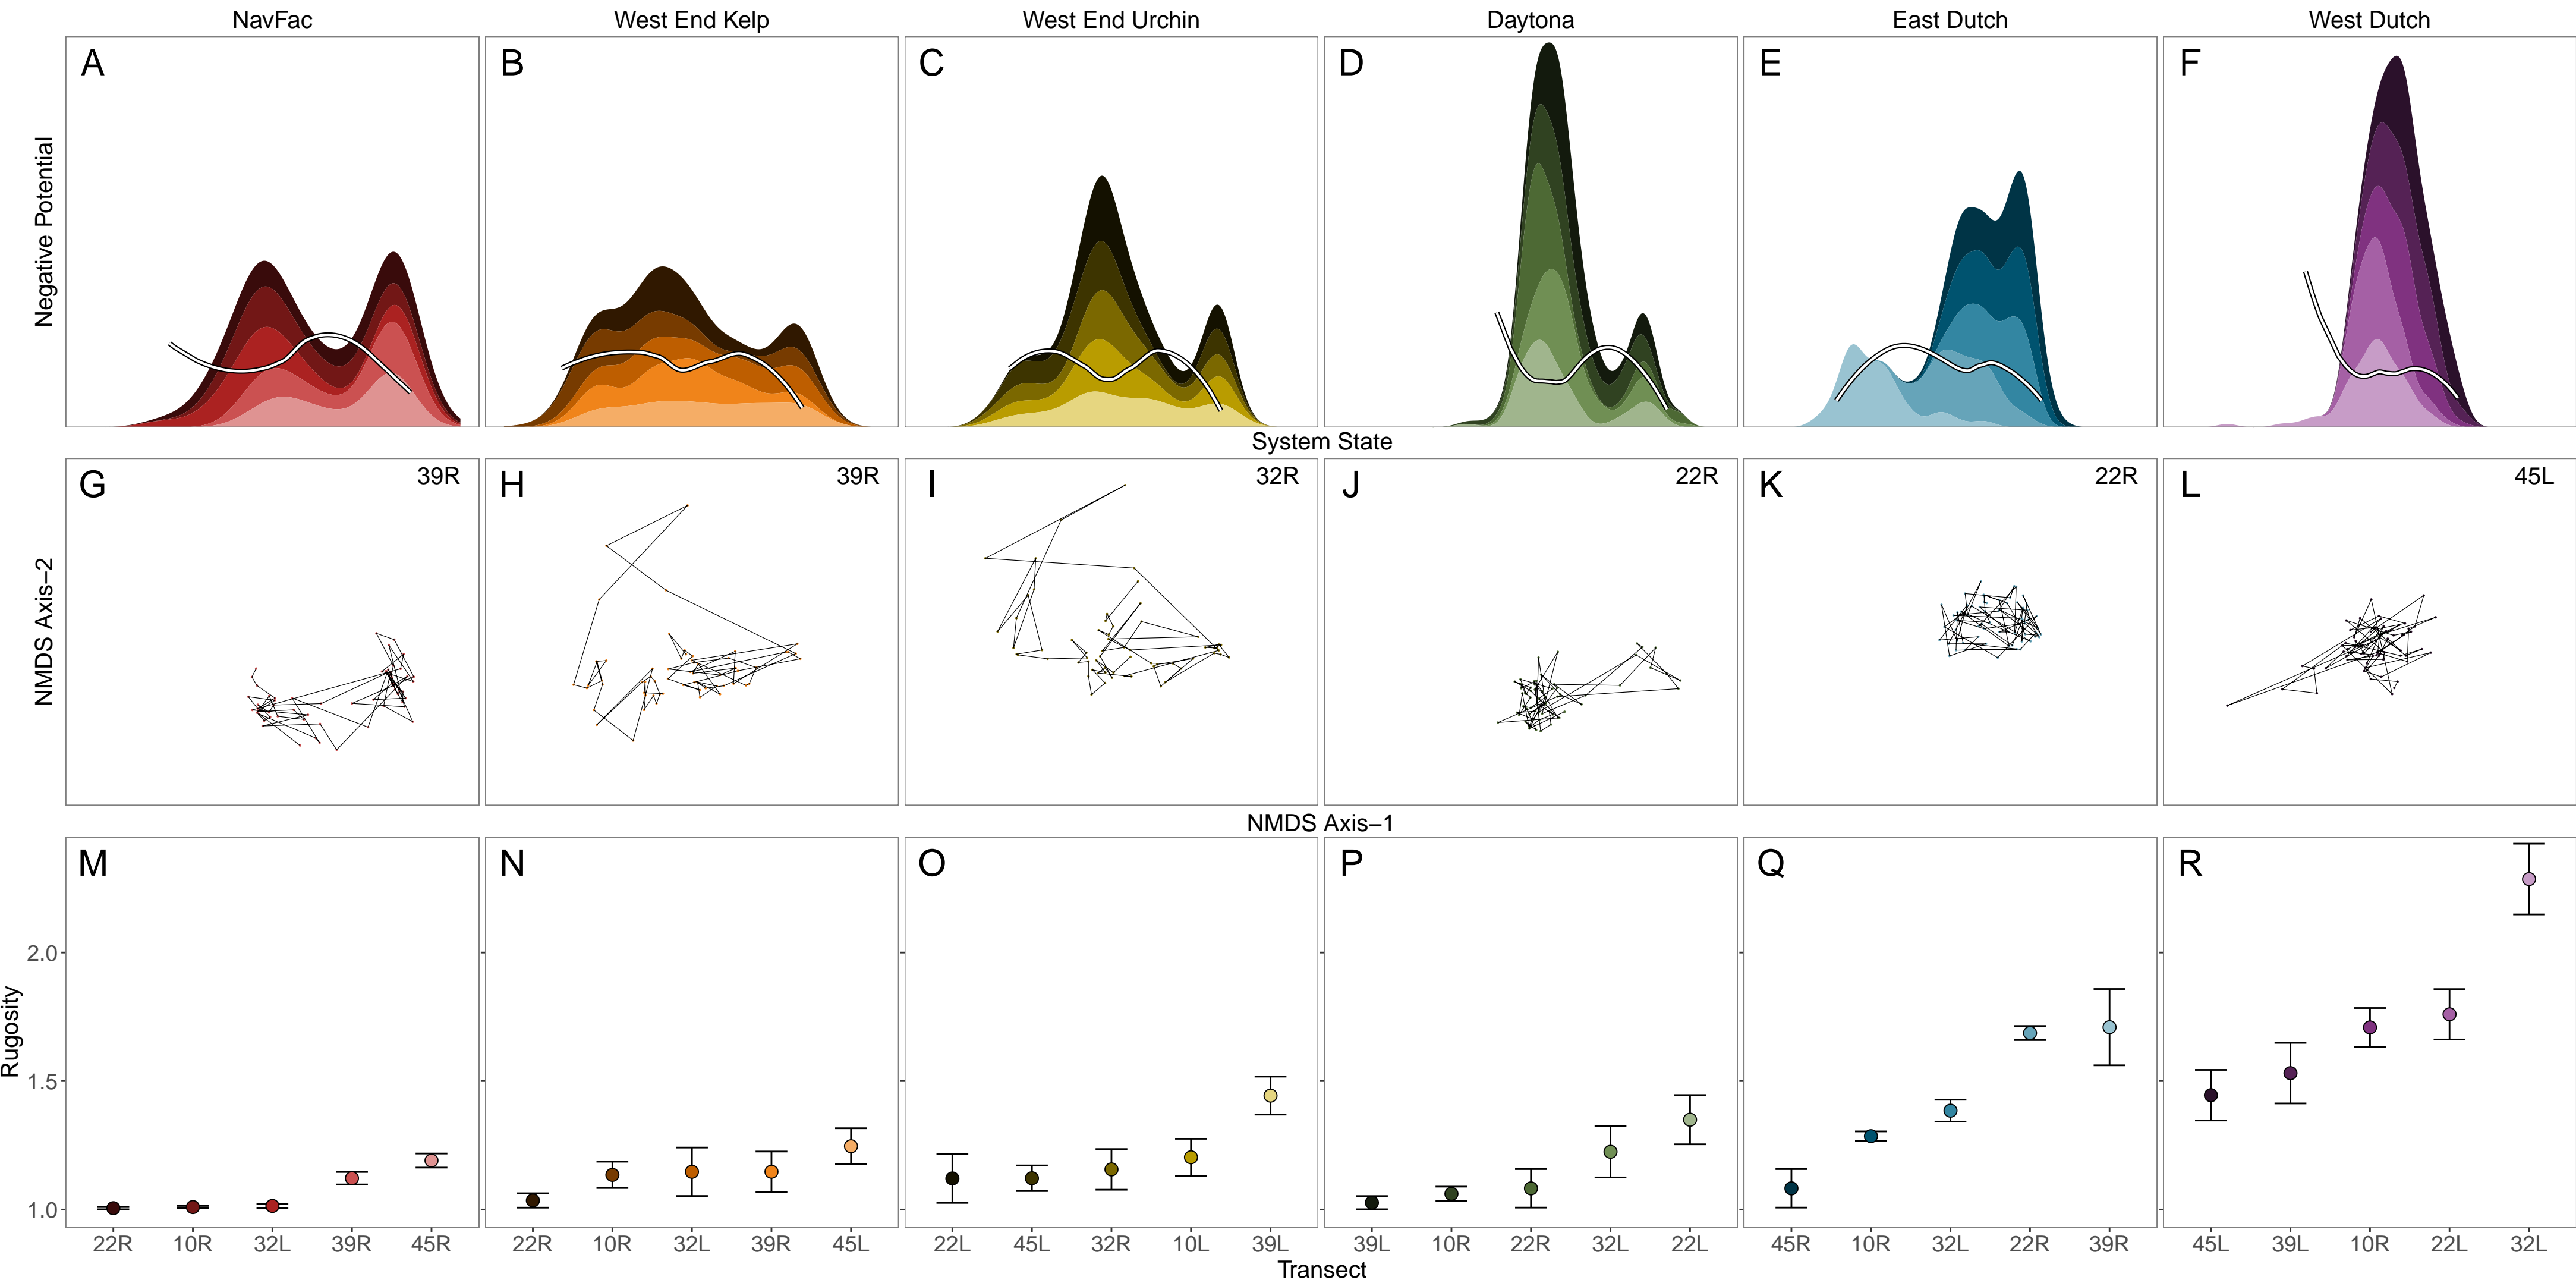 NavFac West End Kelp West End Urchin Daytona East Dutch West Dutch
A B C D E F
Negative Potential
System State
G 39R H 39R I 32R J 22R K 22R L 45L
NMDS Axis−2
NMDS Axis−1
M N O P Q R
2.0
1.5
1.0
Rugosity
22R 10R 32L 39R 45R 22R 10R 32L 39R 45L 22L 45L 32R 10L 39L 39L 10R 22R 32L 22L 45R 10R 32L 22R 39R 45L 39L 10R 22L 32L
Transect